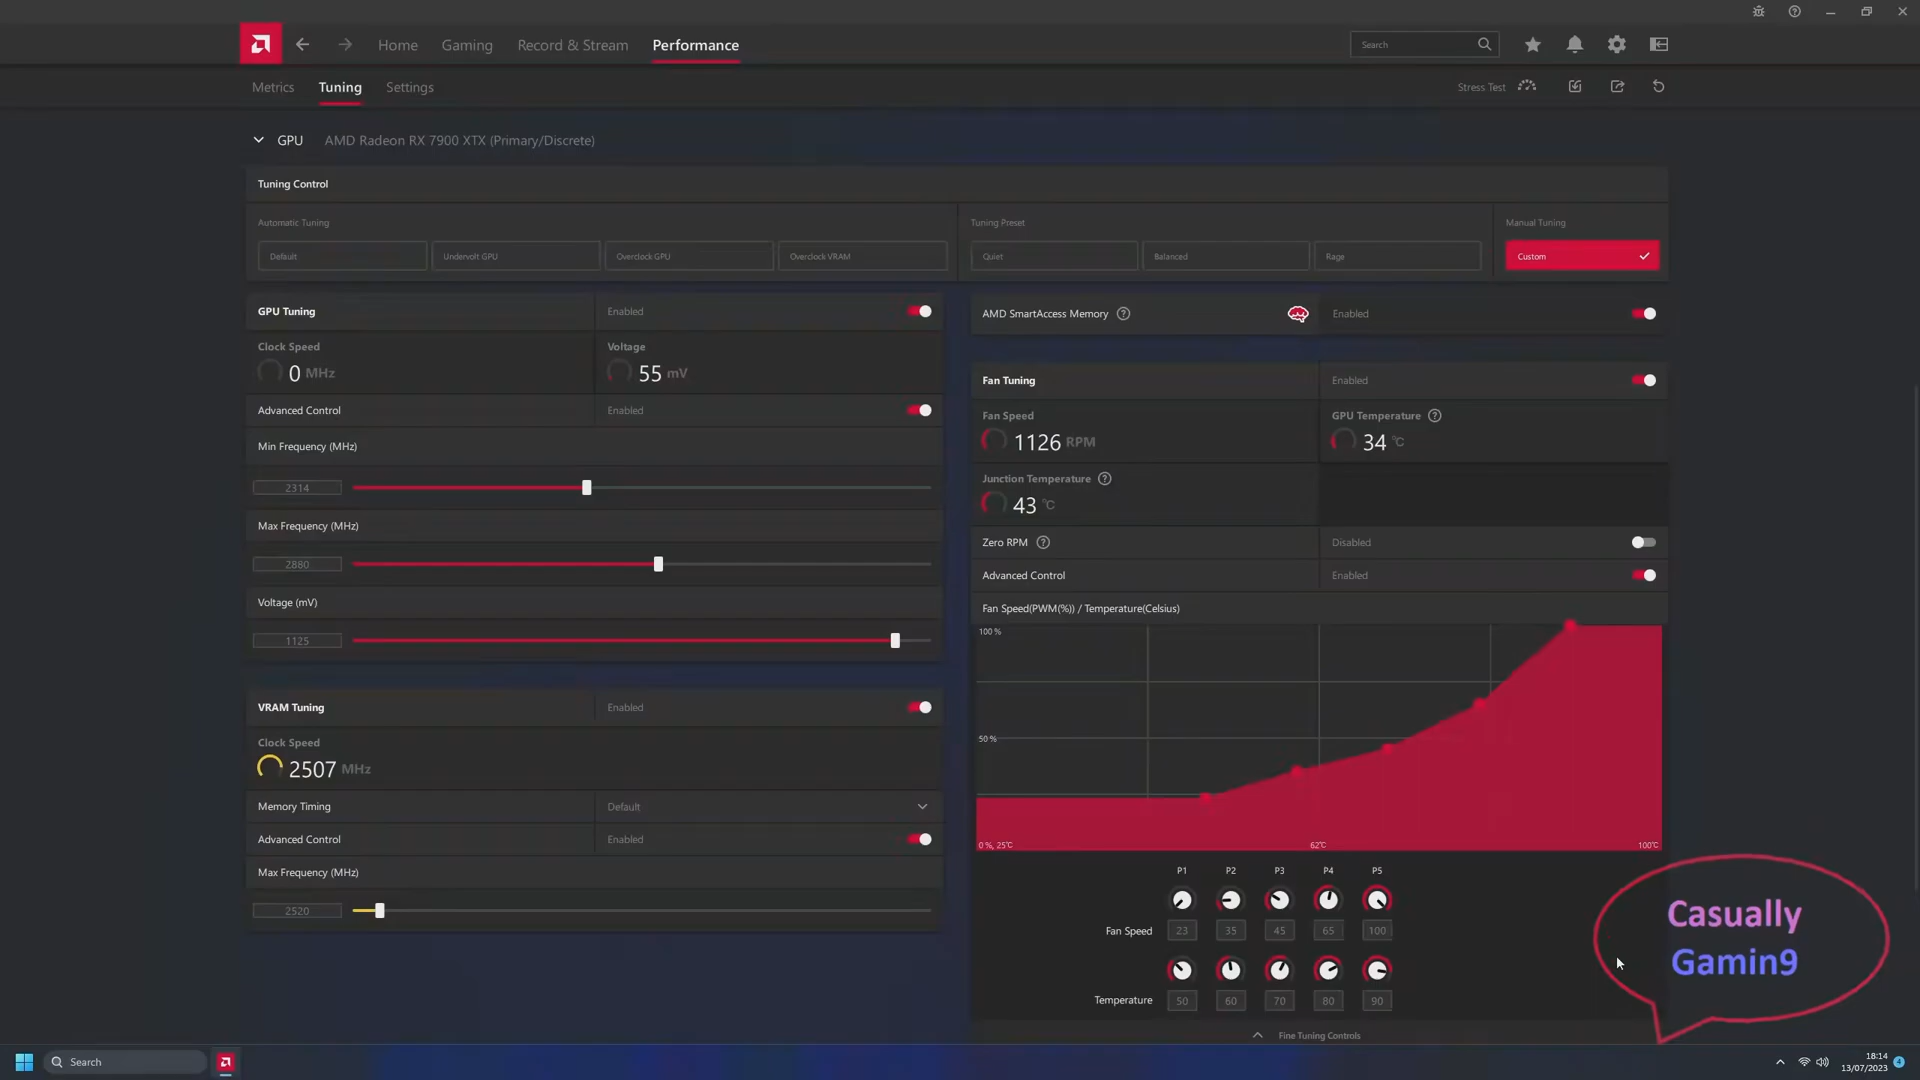 Home Gaming Record & Stream Performance
Search
Metrics Tuning Settings
Stress Test
GPU AMD Radeon RX 7900 XTX (Primary/Discrete)
Tuning Control
Automatic Tuning
Default Undervolt GPU Overclock GPU Overclock VRAM
Tuning Preset
Quiet Balanced Rage
Manual Tuning
Custom
GPU Tuning Enabled
Clock Speed Voltage
0 MHz 55 mV
Advanced Control Enabled
Min Frequency (MHz)
2314
Max Frequency (MHz)
2880
Voltage (mV)
1125
VRAM Tuning Enabled
Clock Speed
2507 MHz
Memory Timing Default
Advanced Control Enabled
Max Frequency (MHz)
2520
AMD SmartAccess Memory Enabled
Fan Tuning Enabled
Fan Speed GPU Temperature
1126 RPM 34 °C
Junction Temperature
43 °C
Zero RPM Disabled
Advanced Control Enabled
Fan Speed(PWM(%)) / Temperature(Celsius)
100 %
50 %
0 %, 25°C 62°C 100°C
P1 P2 P3 P4 P5
Fan Speed 23 35 45 65 100
Temperature 50 60 70 80 90
Fine Tuning Controls
Casually
Gamin9
Search
18:14
13/07/2023
4